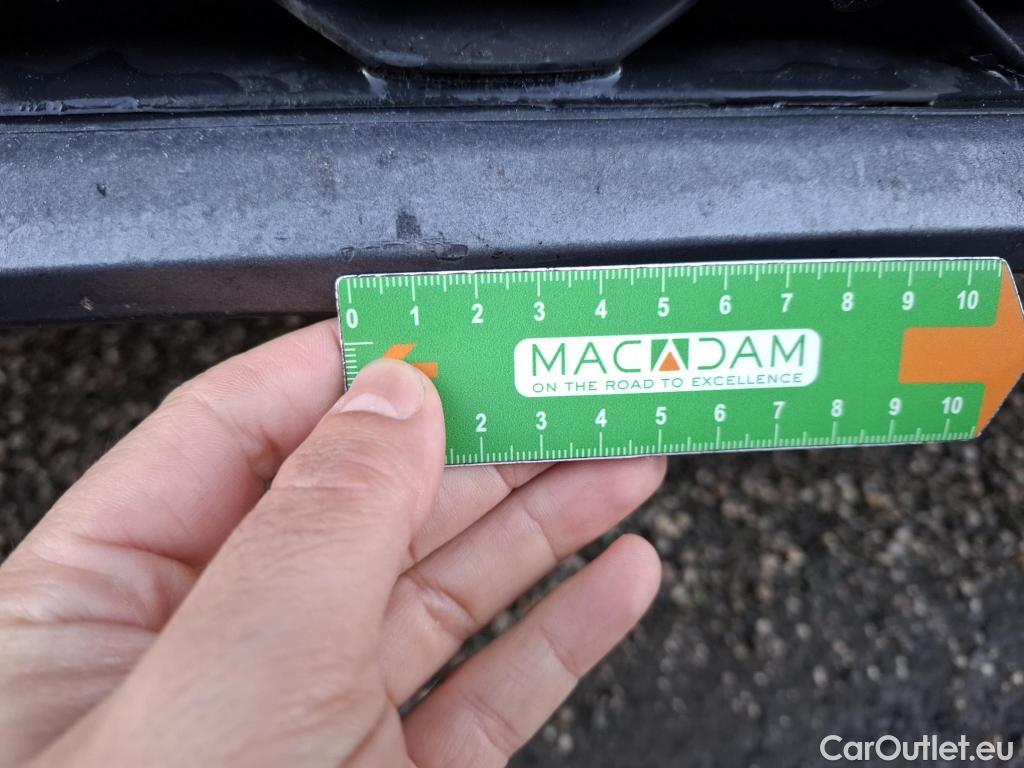 0 1 2 3 4 5 6 7 8 9 10
MACADAM
ON THE ROAD TO EXCELLENCE
2 3 4 5 6 7 8 9 10
CarOutlet.eu